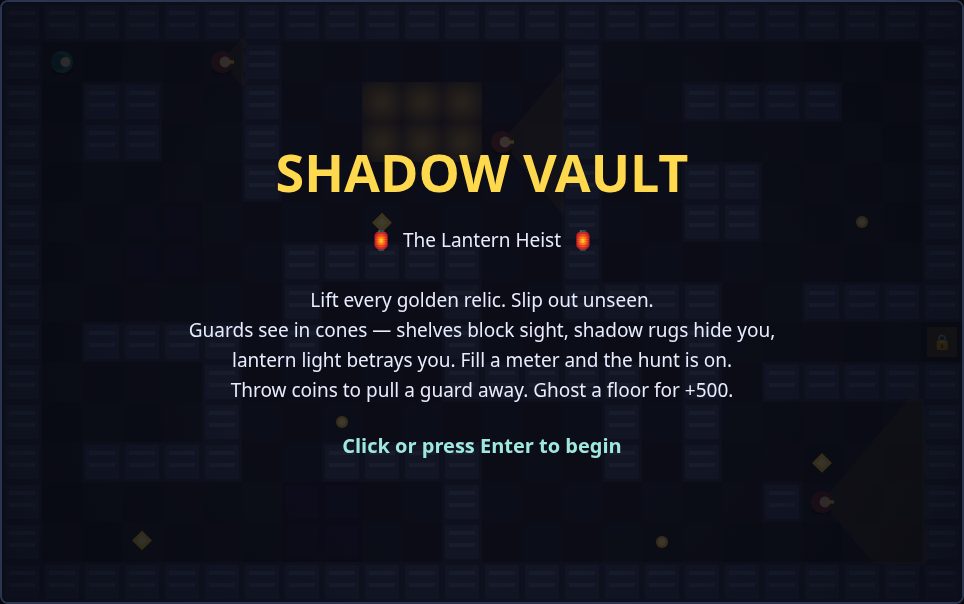 SHADOW VAULT
The Lantern Heist
Lift every golden relic. Slip out unseen.
Guards see in cones — shelves block sight, shadow rugs hide you,
lantern light betrays you. Fill a meter and the hunt is on.
Throw coins to pull a guard away. Ghost a floor for +500.
Click or press Enter to begin